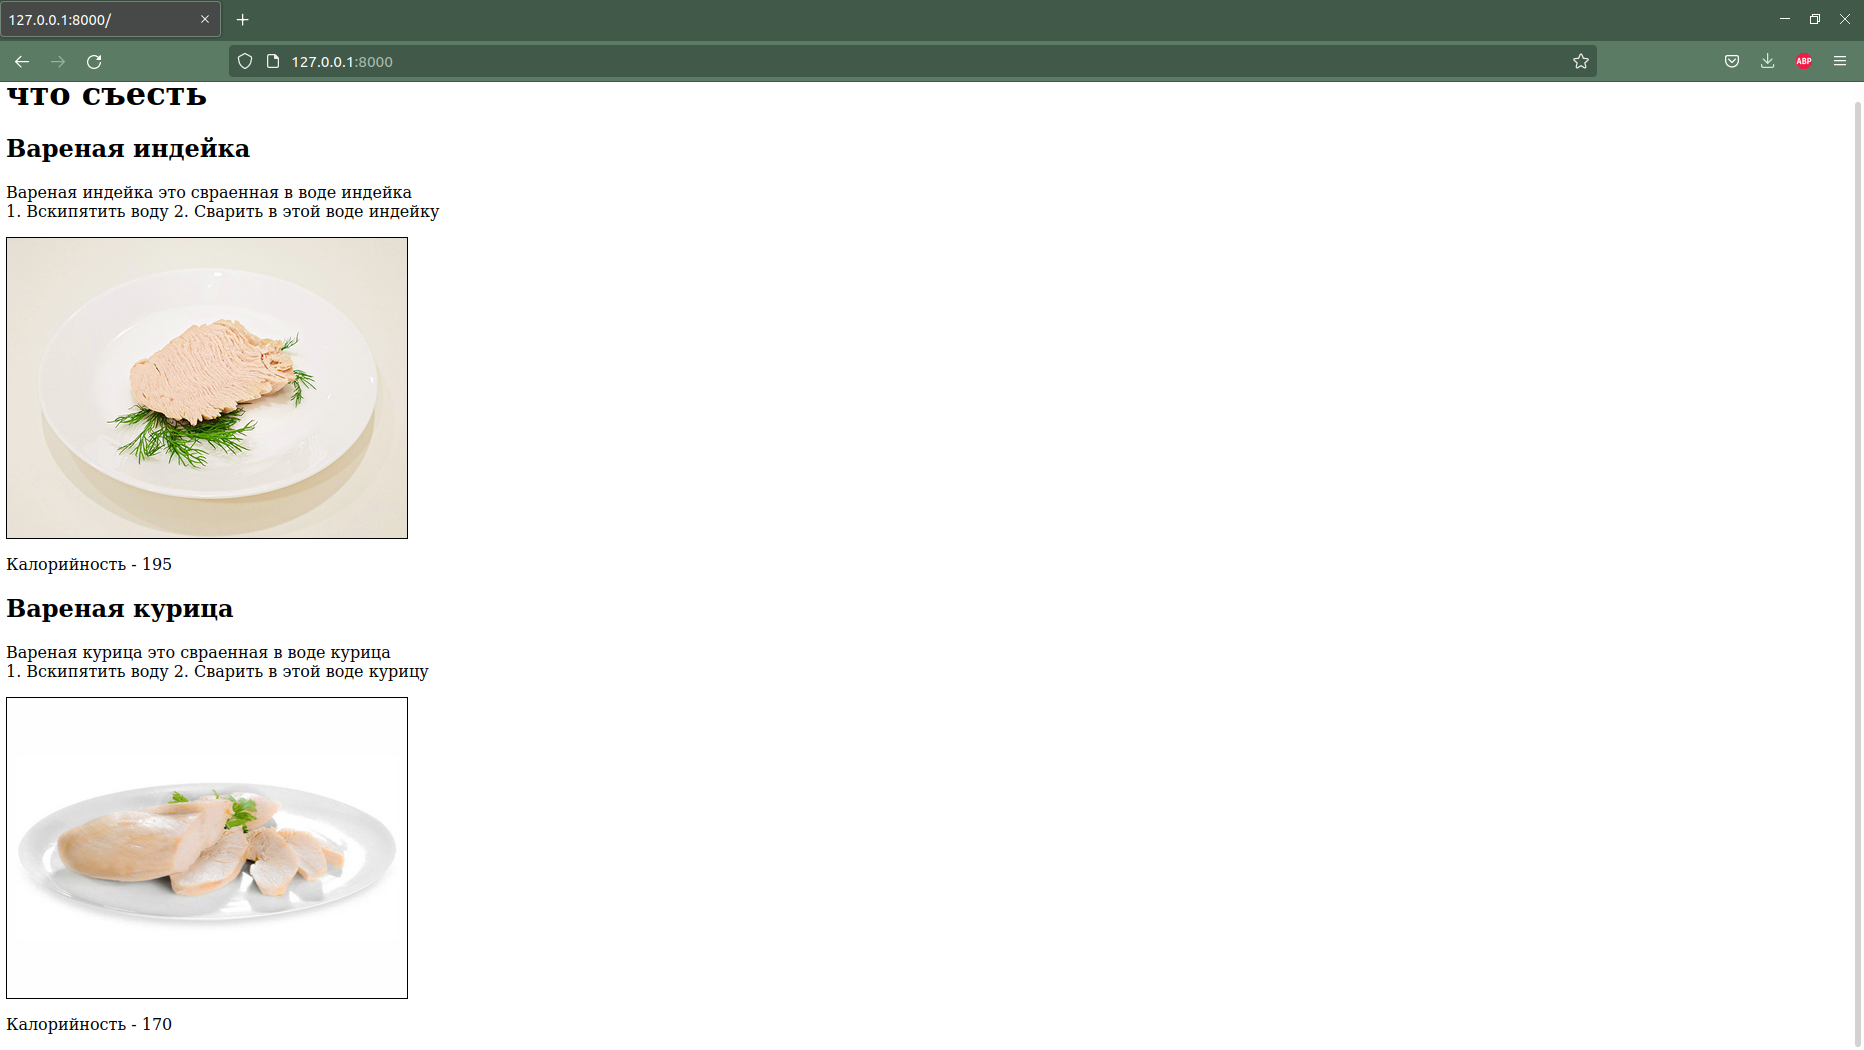 127.0.0.1:8000/
127.0.0.1:8000
ABP
что съесть
Вареная индейка
Вареная индейка это свраенная в воде индейка
1. Вскипятить воду 2. Сварить в этой воде индейку
Калорийность - 195
Вареная курица
Вареная курица это свраенная в воде курица
1. Вскипятить воду 2. Сварить в этой воде курицу
Калорийность - 170